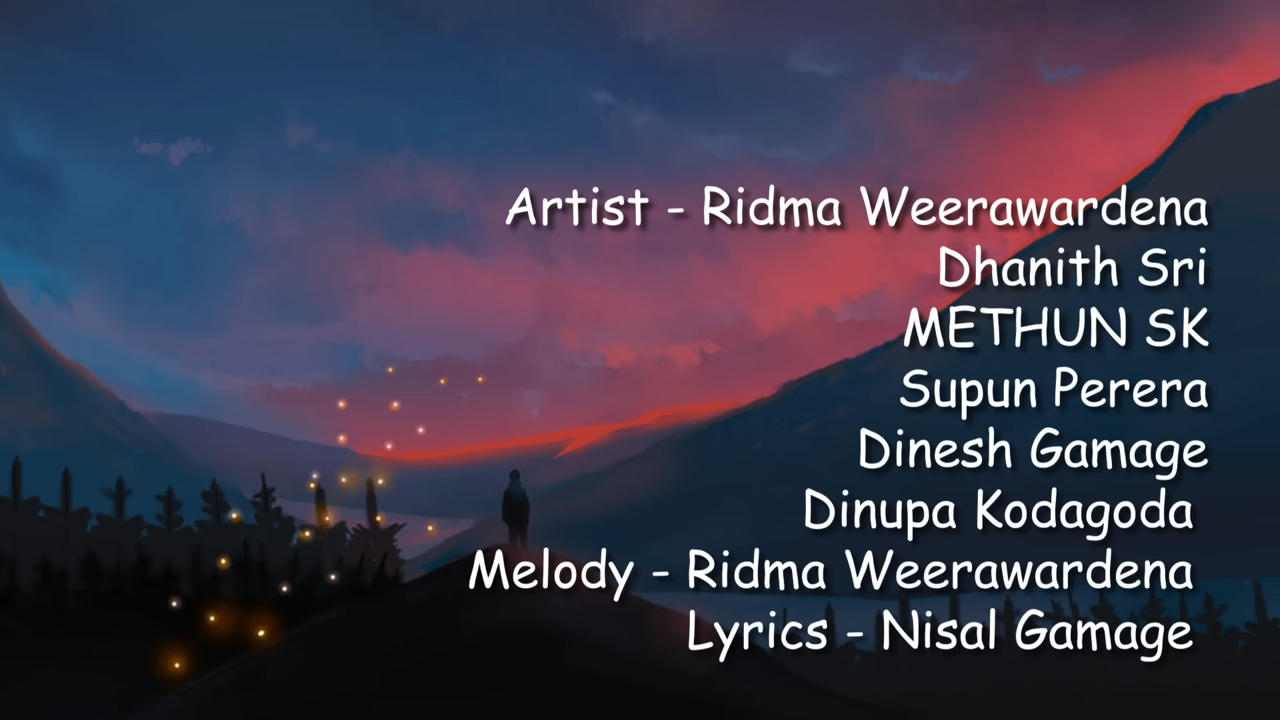 Artist - Ridma Weerawardena
Dhanith Sri
METHUN SK
Supun Perera
Dinesh Gamage
Dinupa Kodagoda
Melody - Ridma Weerawardena
Lyrics - Nisal Gamage